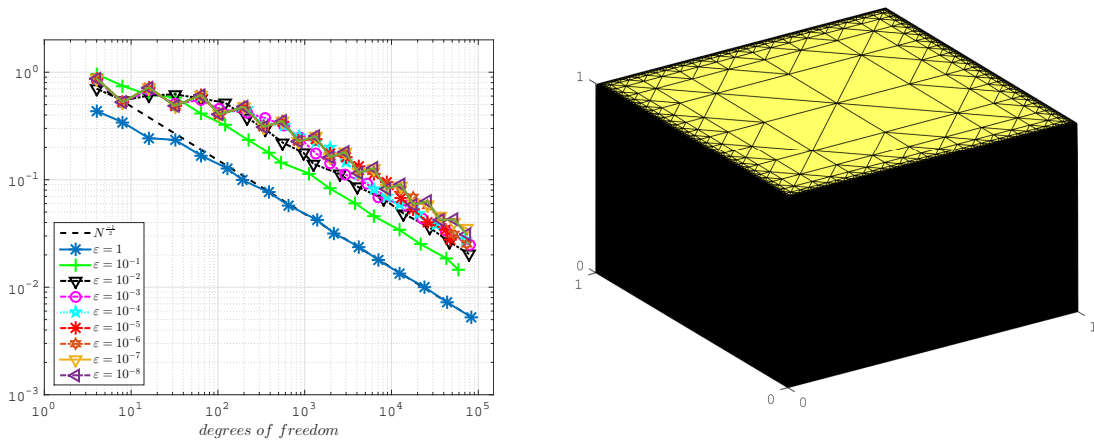 10^0
10^{-1}
10^{-2}
10^{-3}
10^0
10^1
10^2
10^3
10^4
10^5
degrees of freedom
N^{\frac{-1}{2}}
ε = 1
ε = 10^{-1}
ε = 10^{-2}
ε = 10^{-3}
ε = 10^{-4}
ε = 10^{-5}
ε = 10^{-6}
ε = 10^{-7}
ε = 10^{-8}
1
0
1
0
0
1